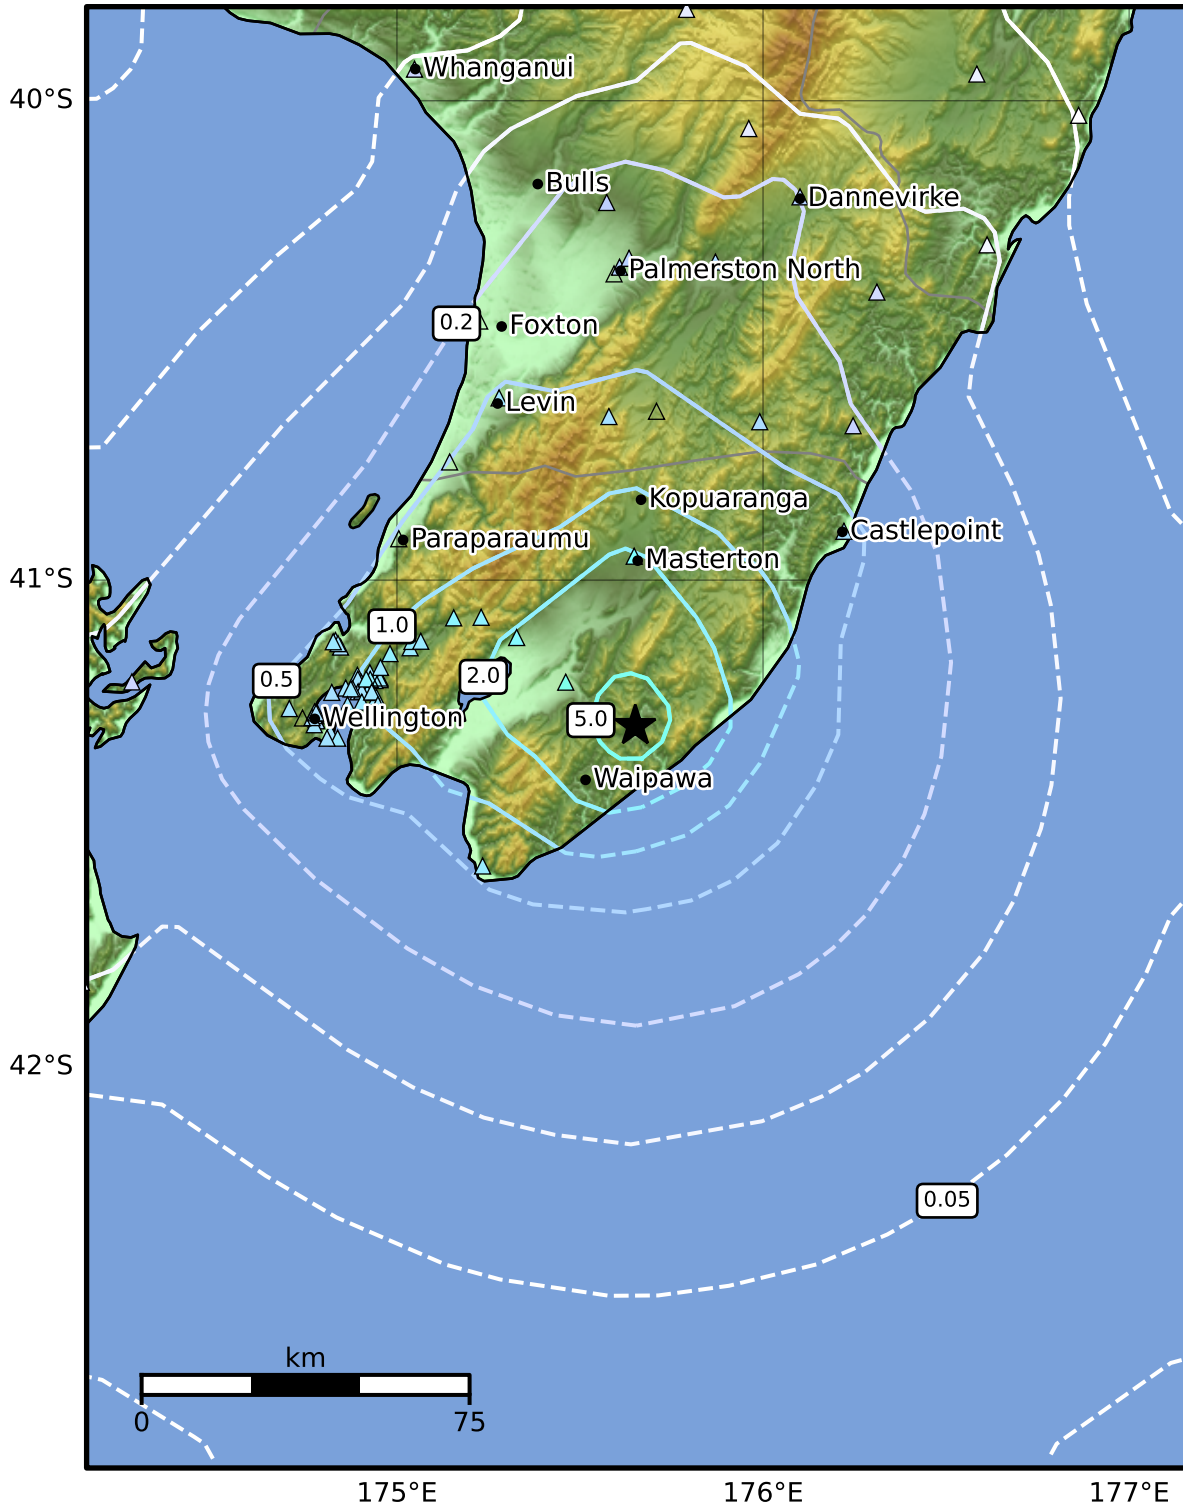 Whanganui
40°S
Bulls
Dannevirke
Palmerston North
0.2
Foxton
Levin
Kopuaranga
Castlepoint
Paraparaumu
Masterton
41°S
1.0
2.0
0.5
Wellington
5.0
Waipawa
42°S
0.05
km
0
75
175°E
176°E
177°E